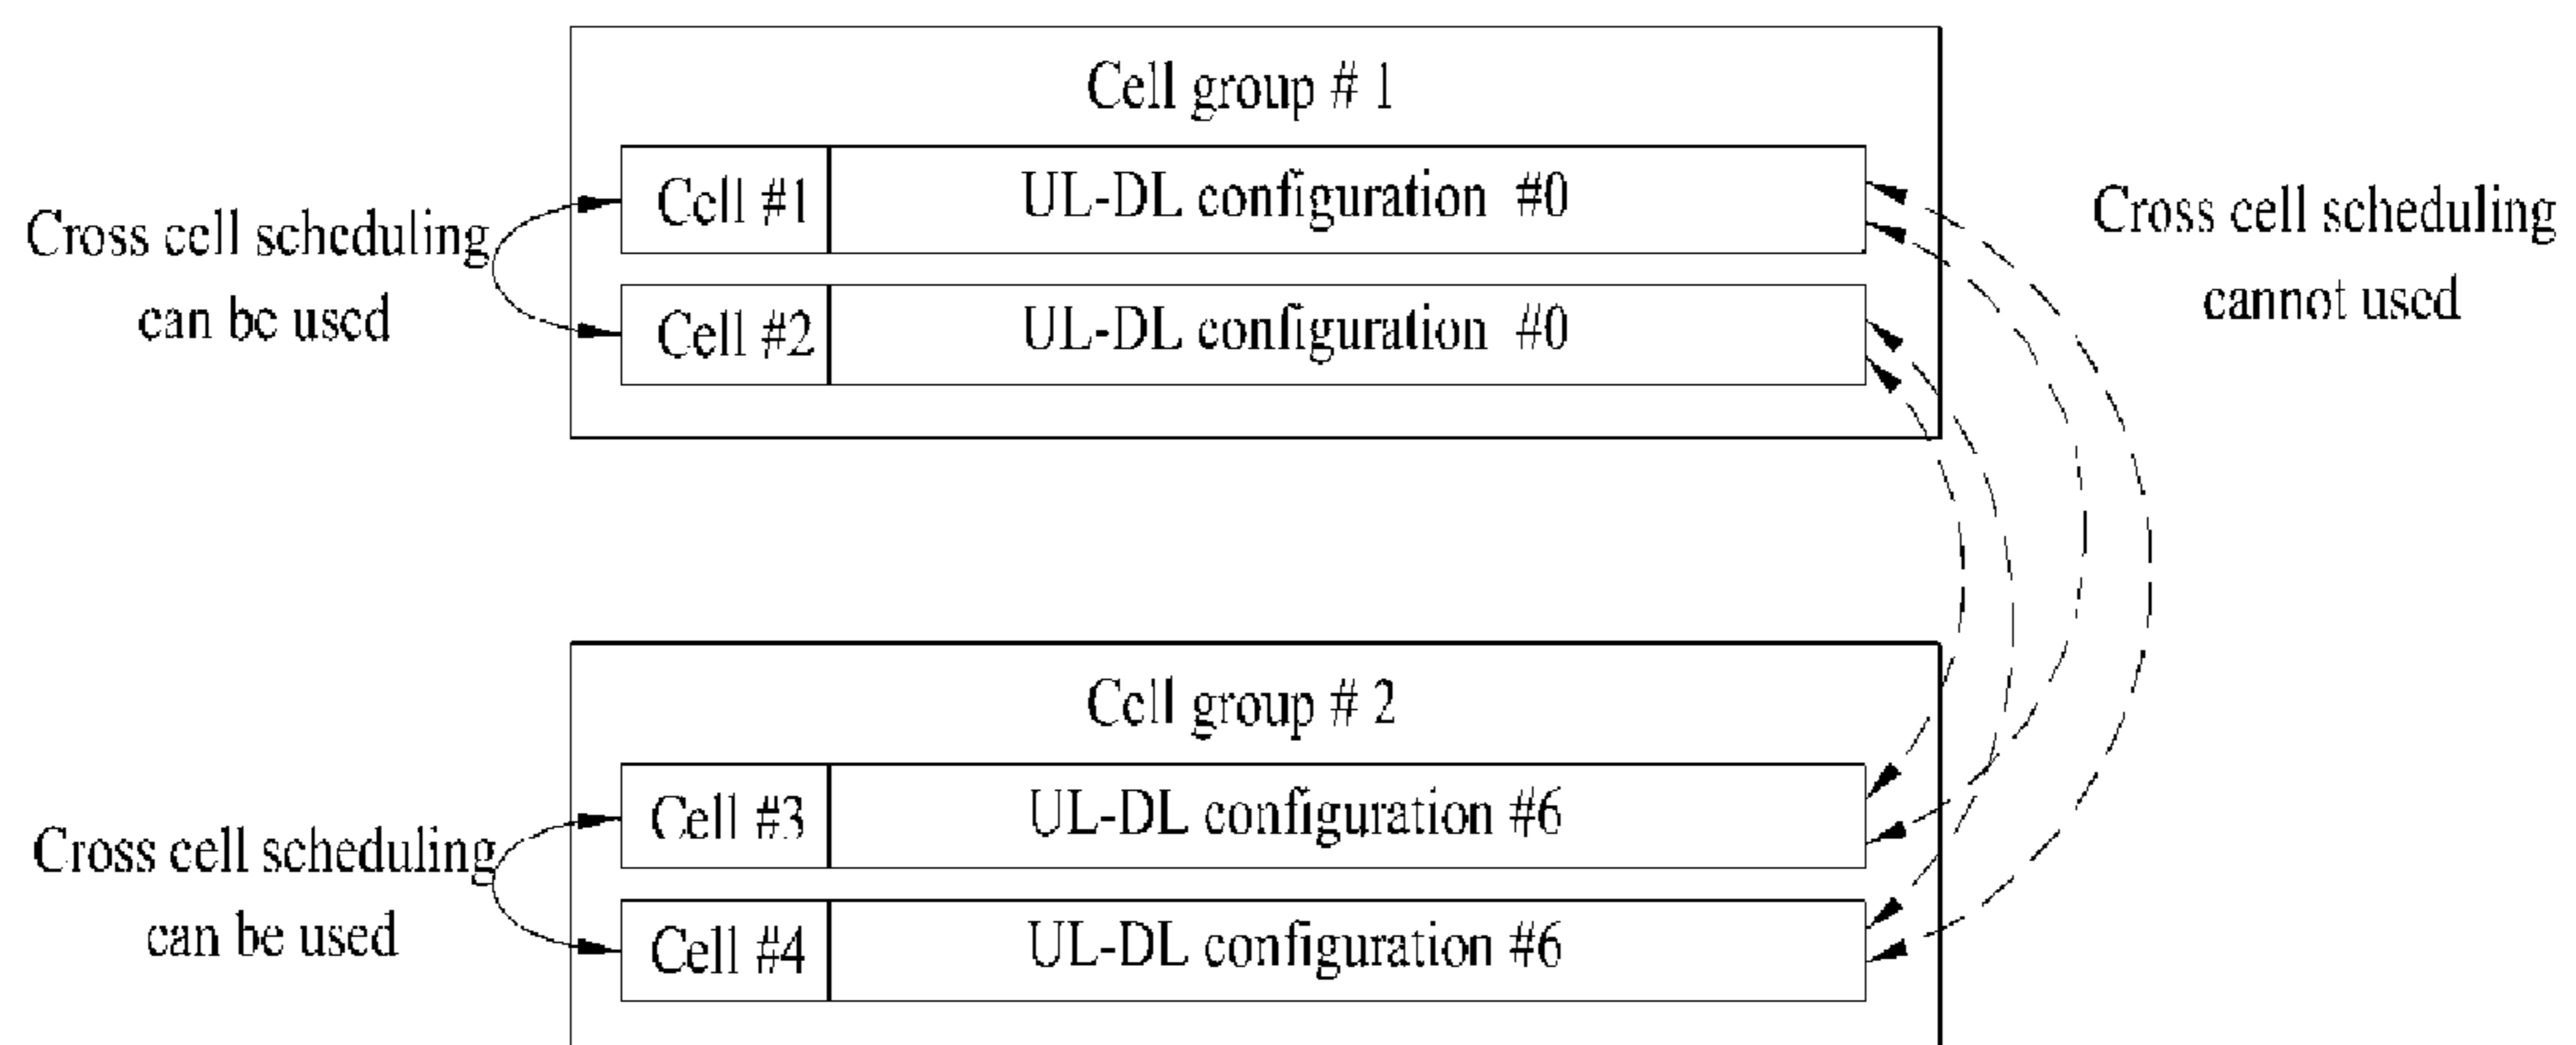 Cell group # 1
Cell #1 UL-DL configuration #0
Cross cell scheduling
can be used
Cell #2 UL-DL configuration #0
Cross cell scheduling
cannot used
Cell group # 2
Cell #3 UL-DL configuration #6
Cross cell scheduling
can be used
Cell #4 UL-DL configuration #6